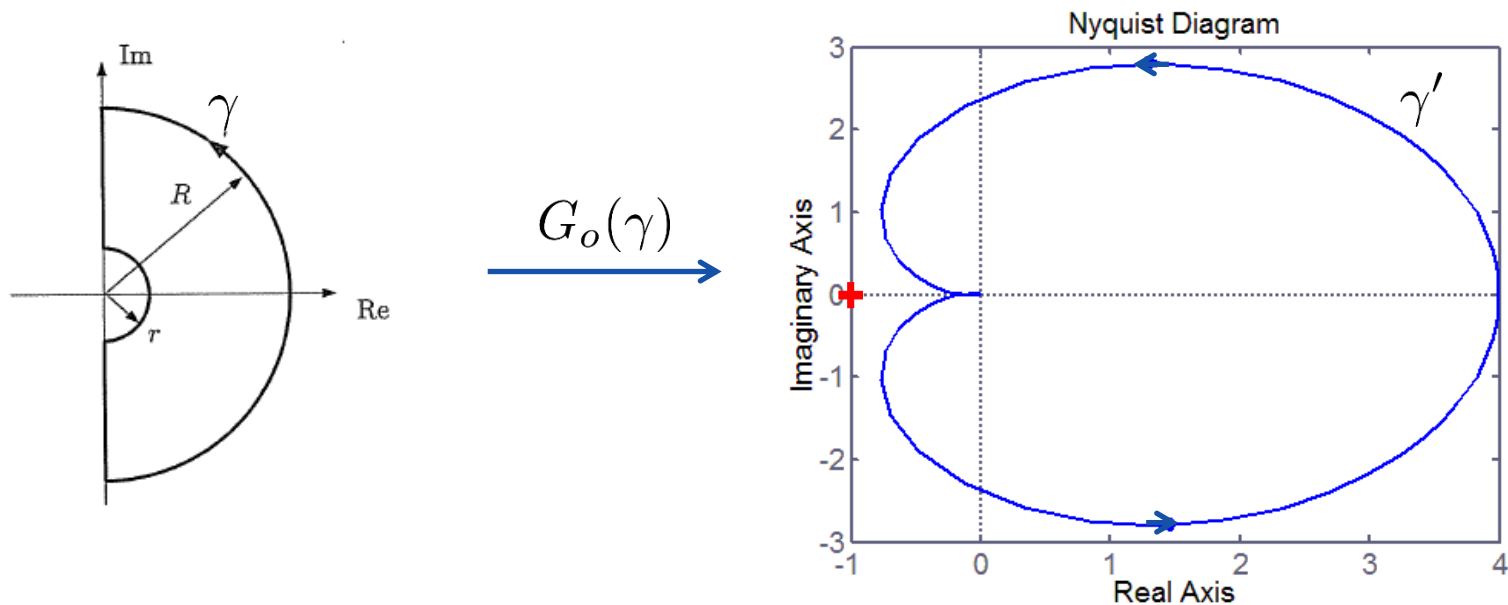 Im
γ
R
r
Re
G_o(γ)
Nyquist Diagram
γ′
Imaginary Axis
3
2
1
0
-1
-2
-3
-1 0 1 2 3 4
Real Axis